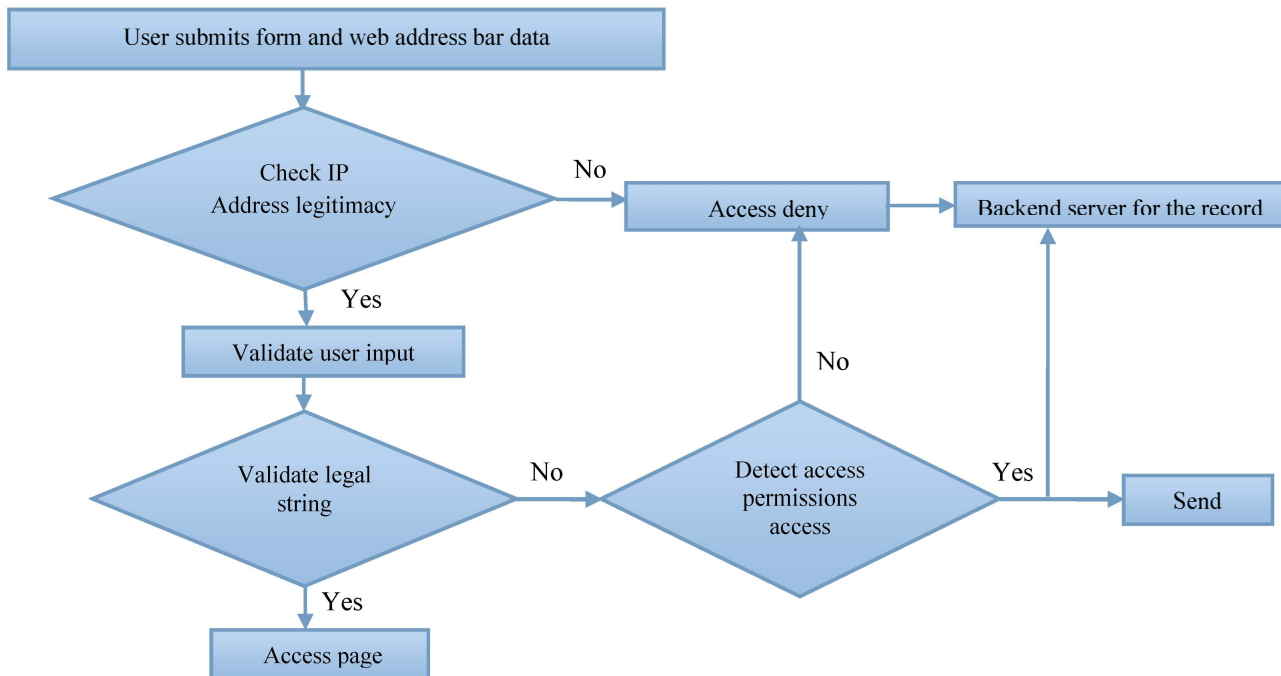 User submits form and web address bar data
Check IP
Address legitimacy
No
Access deny
Backend server for the record
Yes
Validate user input
No
Validate legal
string
No
Detect access
permissions
access
Yes
Send
Yes
Access page